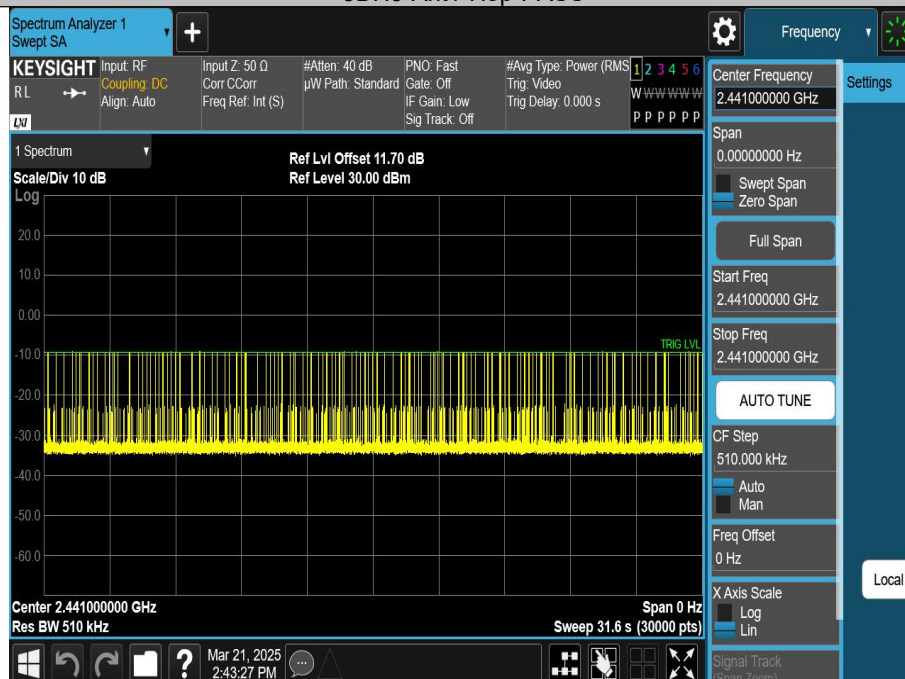 Spectrum Analyzer 1
Swept SA
+
Frequency
KEYSIGHT
RL
LXI
Input: RF
Coupling: DC
Align: Auto
Input Z: 50 Ω
Corr CCorr
Freq Ref: Int (S)
#Atten: 40 dB
µW Path: Standard
PNO: Fast
Gate: Off
IF Gain: Low
Sig Track: Off
#Avg Type: Power (RMS
Trig: Video
Trig Delay: 0.000 s
1 2 3 4 5 6
W W W W W W
P P P P P P
1 Spectrum
Scale/Div 10 dB
Log
Ref Lvl Offset 11.70 dB
Ref Level 30.00 dBm
20.0
10.0
0.00
-10.0
-20.0
-30.0
-40.0
-50.0
-60.0
TRIG LVL
Center 2.441000000 GHz
Res BW 510 kHz
Span 0 Hz
Sweep 31.6 s (30000 pts)
Center Frequency
2.441000000 GHz
Span
0.00000000 Hz
Swept Span
Zero Span
Full Span
Start Freq
2.441000000 GHz
Stop Freq
2.441000000 GHz
AUTO TUNE
CF Step
510.000 kHz
Auto
Man
Freq Offset
0 Hz
X Axis Scale
Log
Lin
Signal Track
(Span Zoom)
Settings
Local
?
Mar 21, 2025
2:43:27 PM